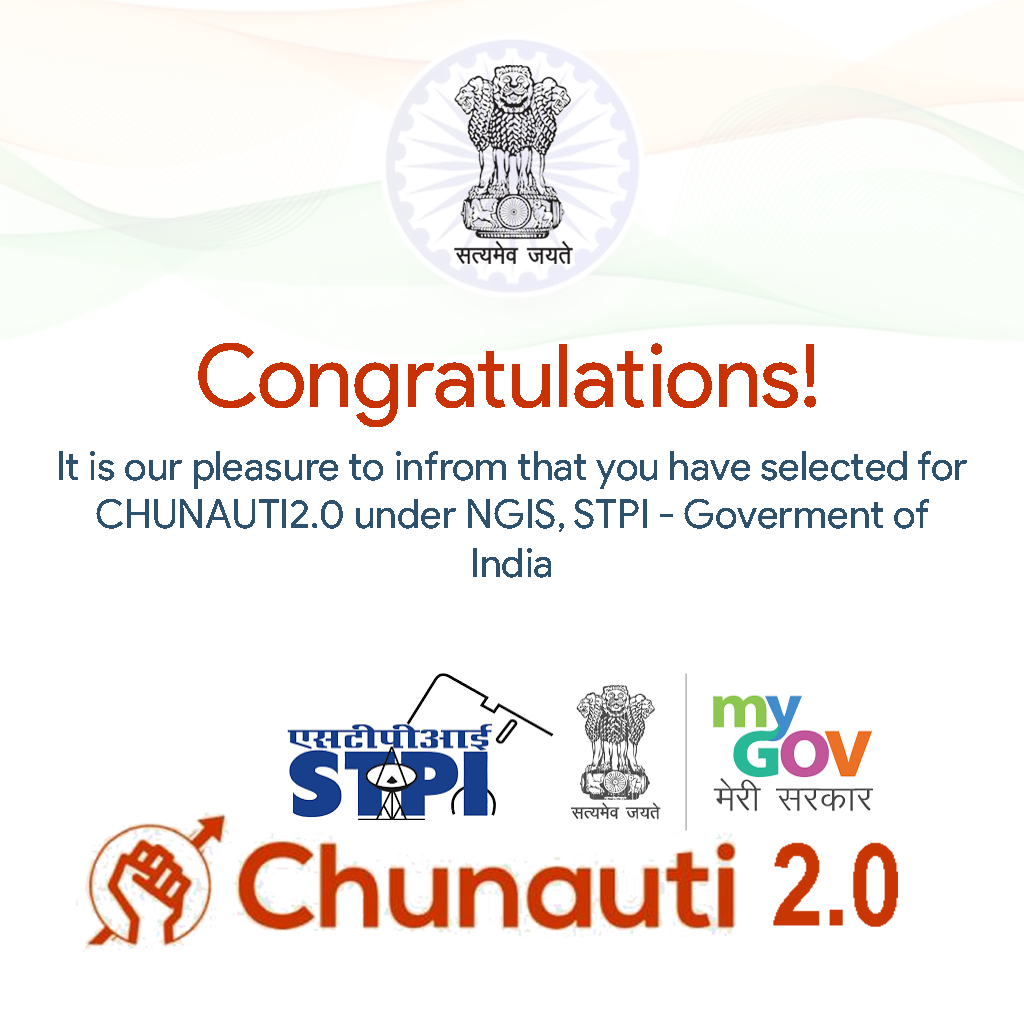 सत्यमेव जयते
Congratulations!
It is our pleasure to infrom that you have selected for
CHUNAUTI2.0 under NGIS, STPI - Goverment of
India
एसटीपीआई
STPI
सत्यमेव जयते
my
GOV
मेरी सरकार
Chunauti 2.0